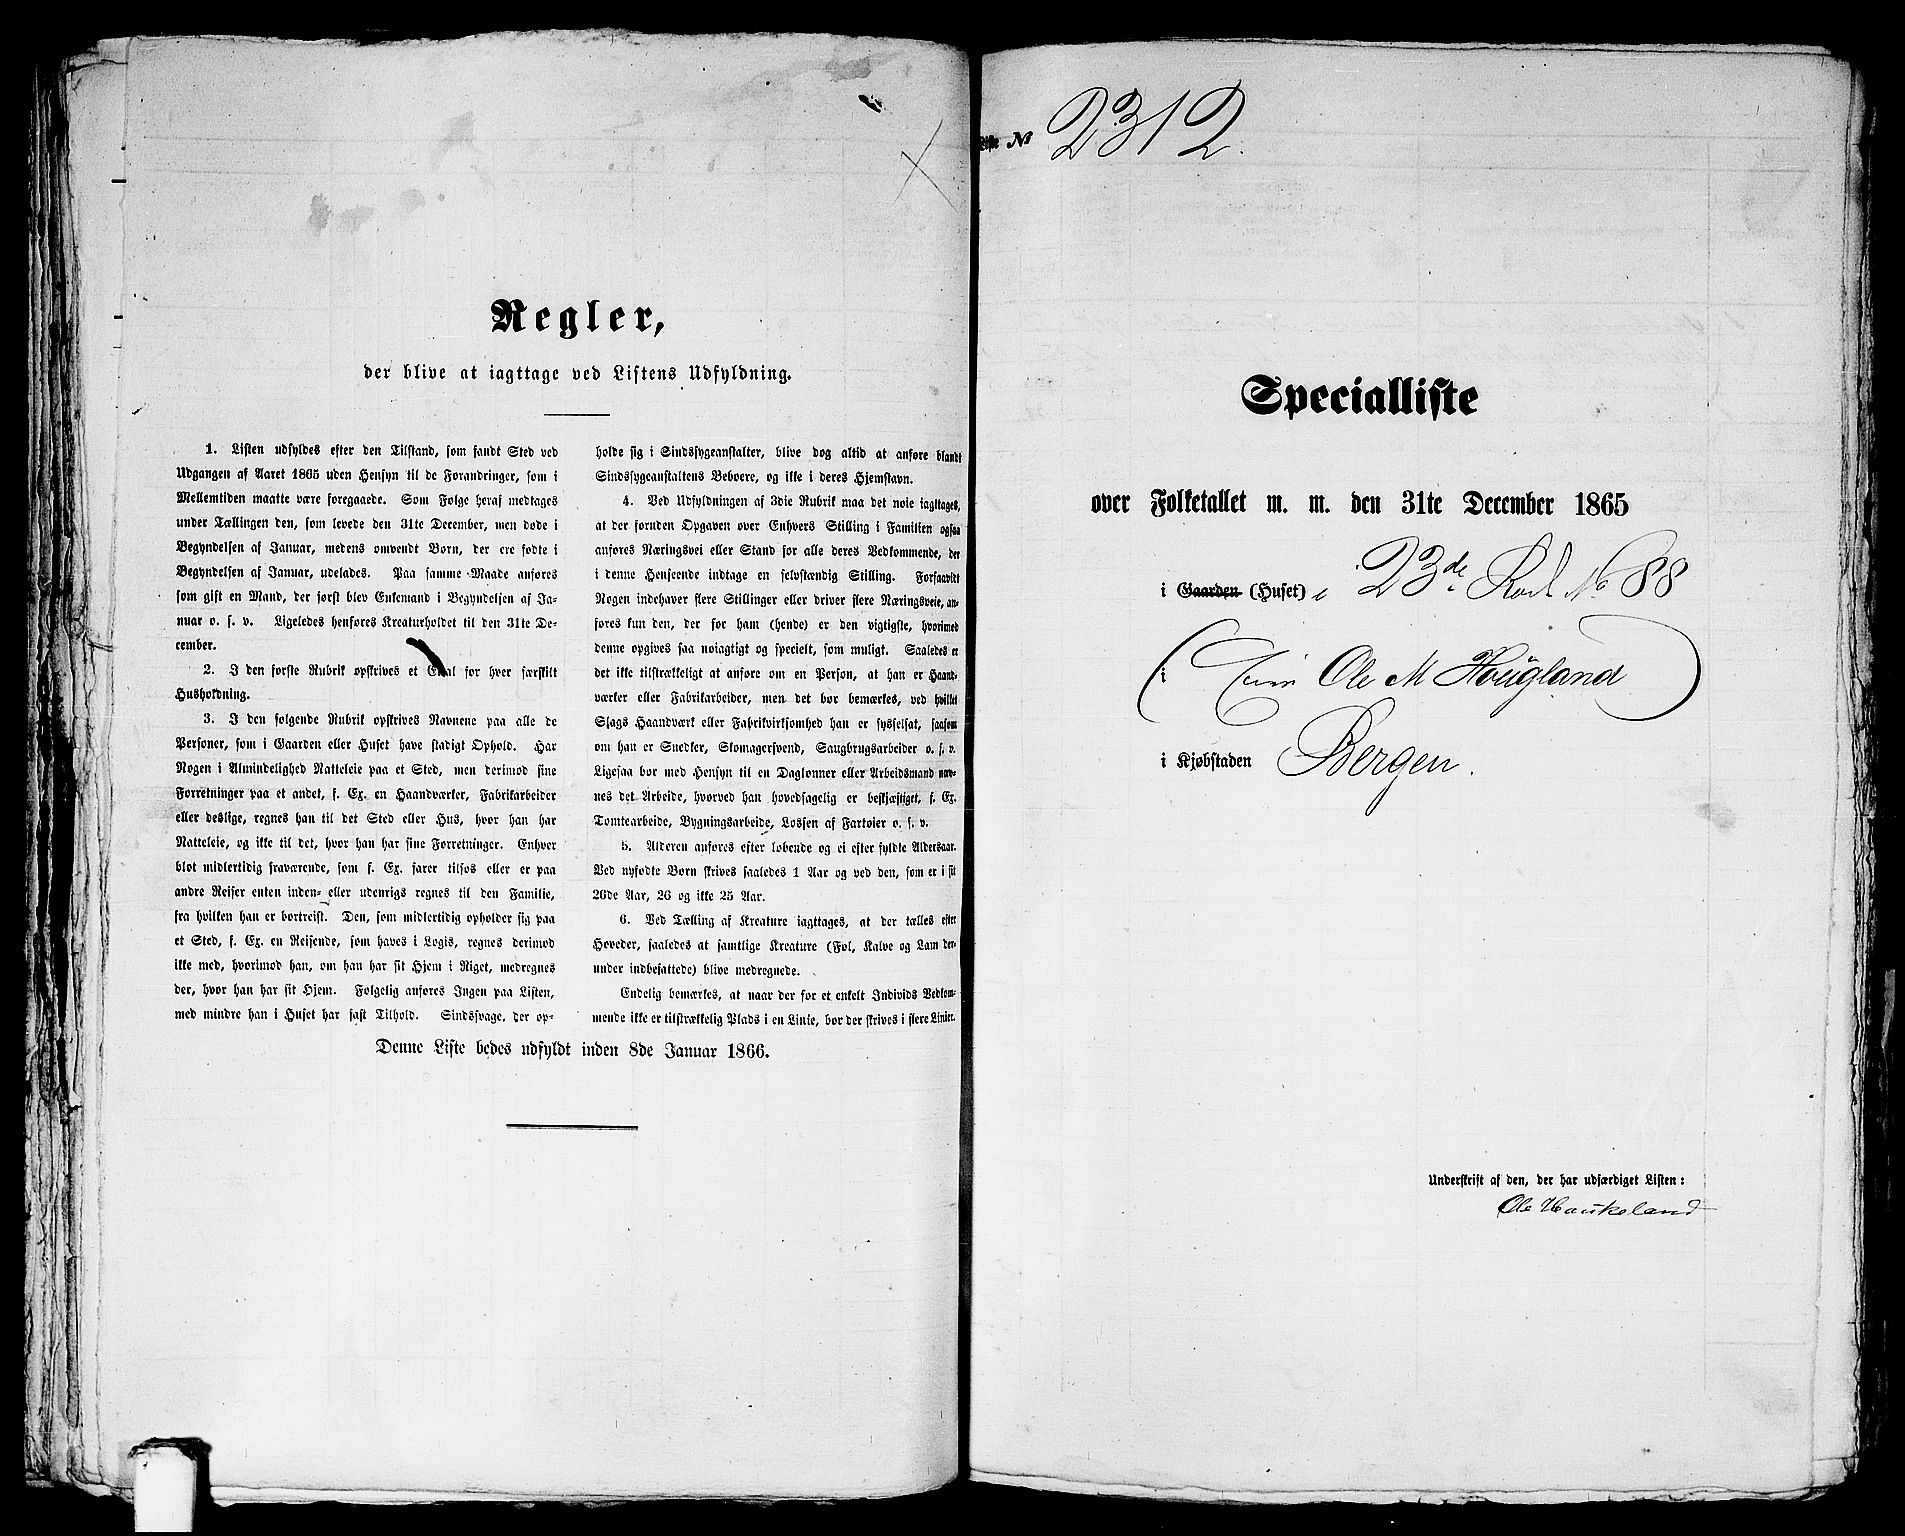 Regler,
der blive at iagttage ved Listens Udfyldning.
1. Listen udfyldes efter den Tilstand, som fandt Sted ved
Udgangen af Aaret 1865 uden Hensyn til de Forandringer, som i
Mellemtiden maatte være foregaaede. Som Følge heraf medtages
under Tællingen den, som levede den 31te December, men døde i
Begyndelsen af Januar, medens omvendt Børn, der ere fødte i
Begyndelsen af Januar, udelades. Paa samme Maade anføres
som gift en Mand, der først blev Enkemand i Begyndelsen af Ja-
nuar o. s. v. Ligeledes henføres Kreaturholdet til den 31te De-
cember.
2. I den første Rubrik opskrives et Ettal for hver særskilt
Husholdning.
3. I den følgende Rubrik opskrives Navnene paa alle de
Personer, som i Gaarden eller Huset have stadigt Ophold. Har
Nogen i Almindelighed Natteleie paa et Sted, men derimod sine
Forretninger paa et andet, f. Ex. en Haandværker, Fabrikarbeider
eller deslige, regnes han til det Sted eller Hus, hvor han har
Natteleie, og ikke til det, hvor han har sine Forretninger. Enhver
blot midlertidig fraværende, som f. Ex. farer tilsøs eller er paa
andre Reiser enten inden- eller udenrigs regnes til den Familie,
fra hvilken han er bortreist. Den, som midlertidig opholder sig paa
et Sted, f. Ex. en Reisende, som haves i Logis, regnes derimod
ikke med, hvorimod han, om han har sit Hjem i Riget, medregnes
der, hvor han har sit Hjem. Følgelig anføres Ingen paa Listen,
med mindre han i Huset har fast Tilhold. Sindssvage, der op-
holde sig i Sindssygeanstalter, blive dog altid at anføre blandt
Sindssygeanstaltens Beboere, og ikke i deres Hjemstavn.
4. Ved Udfyldningen af 3die Rubrik maa det nøie iagttages,
at der foruden Opgaven over Enhvers Stilling i Familien ogsaa
anføres Næringsvei eller Stand for alle deres Vedkommende, der
i denne Henseende indtage en selvstændig Stilling. Forsaavidt
Nogen indehaver flere Stillinger eller driver flere Næringsveie, an-
føres kun den, der for ham (hende) er den vigtigste, hvorimod
denne opgives saa nøiagtigt og specielt, som muligt. Saaledes er
det ikke tilstrækkeligt at anføre om en Person, at han er Haand-
værker eller Fabrikarbeider, men det bør bemærkes, ved hvilket
Slags Haandværk eller Fabrikvirksomhed han er sysselsat, saasom
om han er Snedker, Skomagersvend, Saugbrugsarbeider o. s. v.
Ligesaa bør med Hensyn til en Daglønner eller Arbeidsmand næv-
nes det Arbeide, hvorved han hovedsagelig er beskjæftiget, f. Ex.
Tomtearbeide, Bygningsarbeide, Lossen af Fartøier o. s. v.
5. Alderen anføres efter løbende og ei efter fyldte Aldersaar.
Ved nyfødte Børn skrives saaledes 1 Aar og ved den, som er i sit
26de Aar, 26 og ikke 25 Aar.
6. Ved Tælling af Kreature iagttages, at der tælles efter
Hoveder, saaledes at samtlige Kreature (Føl, Kalve og Lam der-
under indbefattede) blive medregnede.
Endelig bemærkes, at naar der for et enkelt Individs Vedkom-
mende ikke er tilstrækkelig Plads i en Linie, bør der skrives i flere Linier.
Denne Liste bedes udfyldt inden 8de Januar 1866.
Liste № 2312.
Specialliste
over Folketallet m. m. den 31te December 1865
i Gaarden (Huset) i 23de Rode No 88
i Ole M Hougland
i Kjøbstaden Bergen.
Underskrift af den, der har udfærdiget Listen:
Ole Haukeland